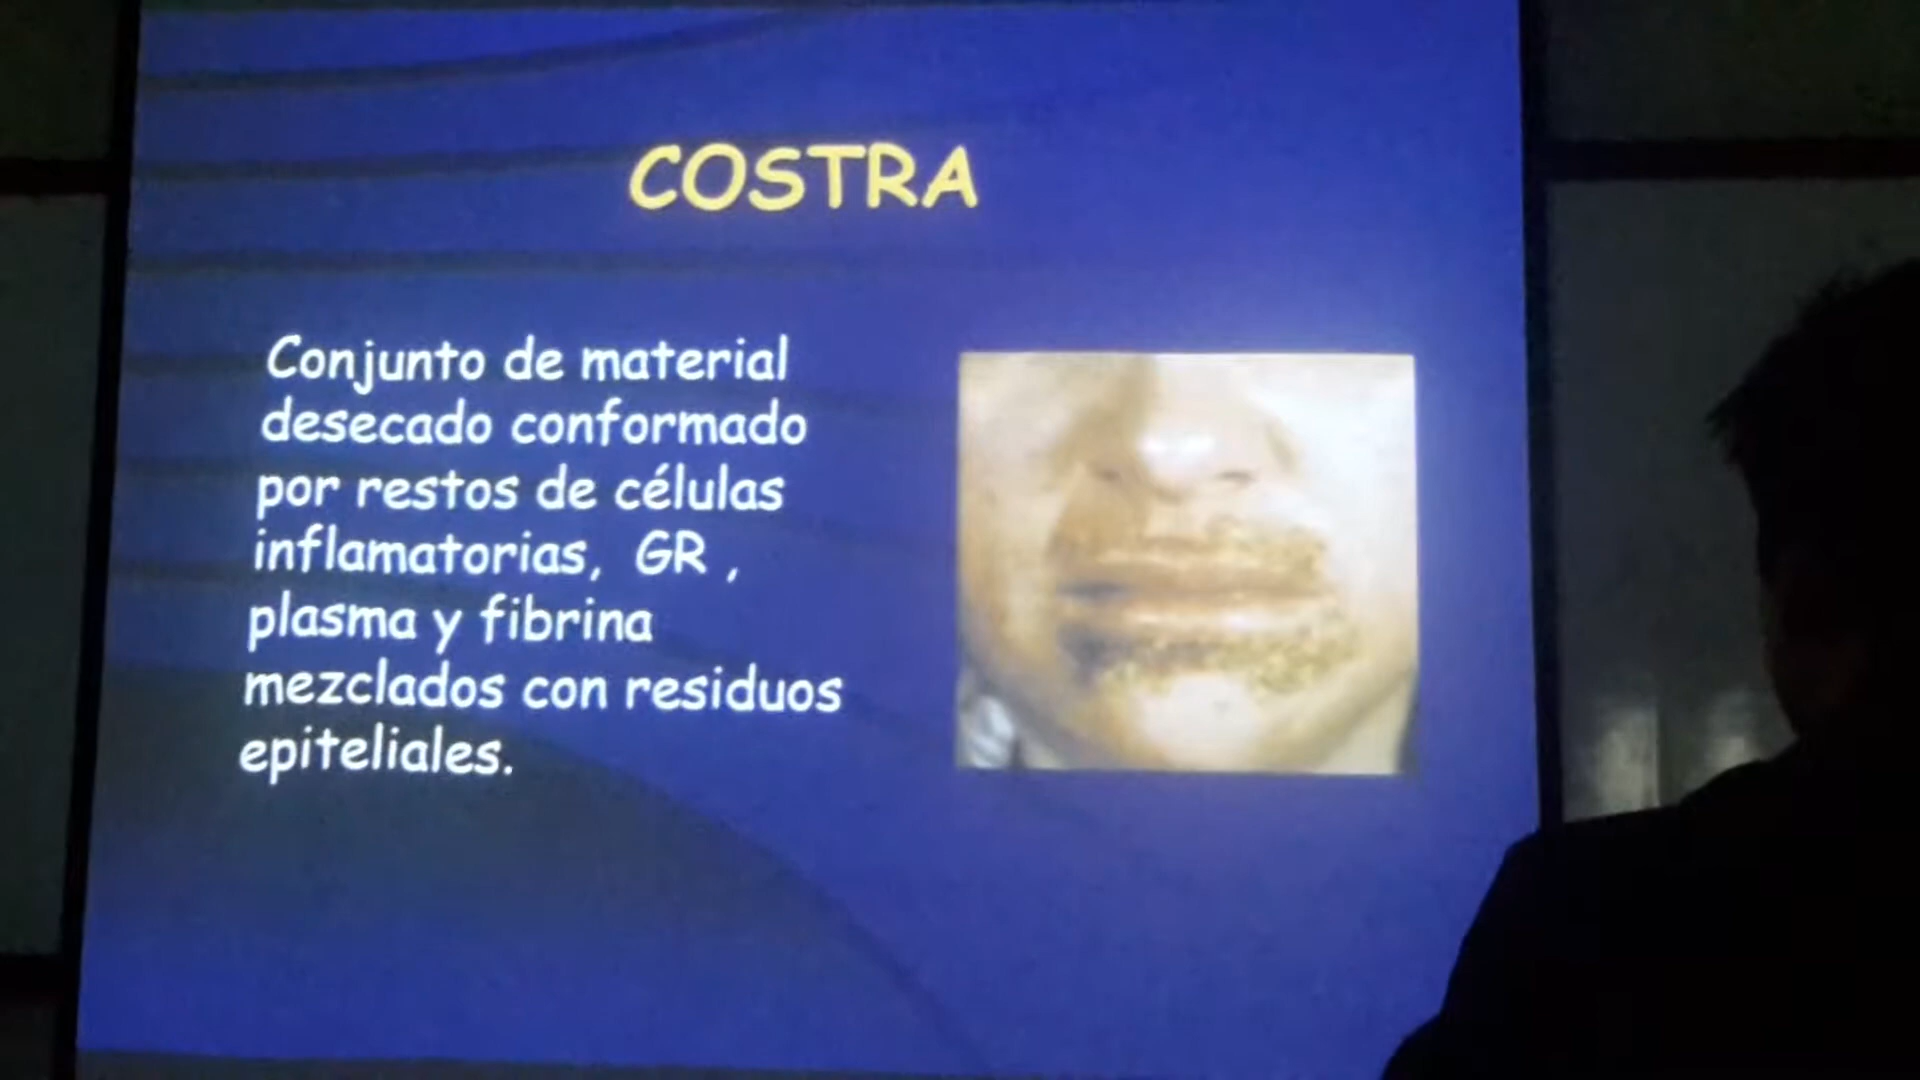 COSTRA
Conjunto de material
desecado conformado
por restos de células
inflamatorias, GR ,
plasma y fibrina
mezclados con residuos
epiteliales.